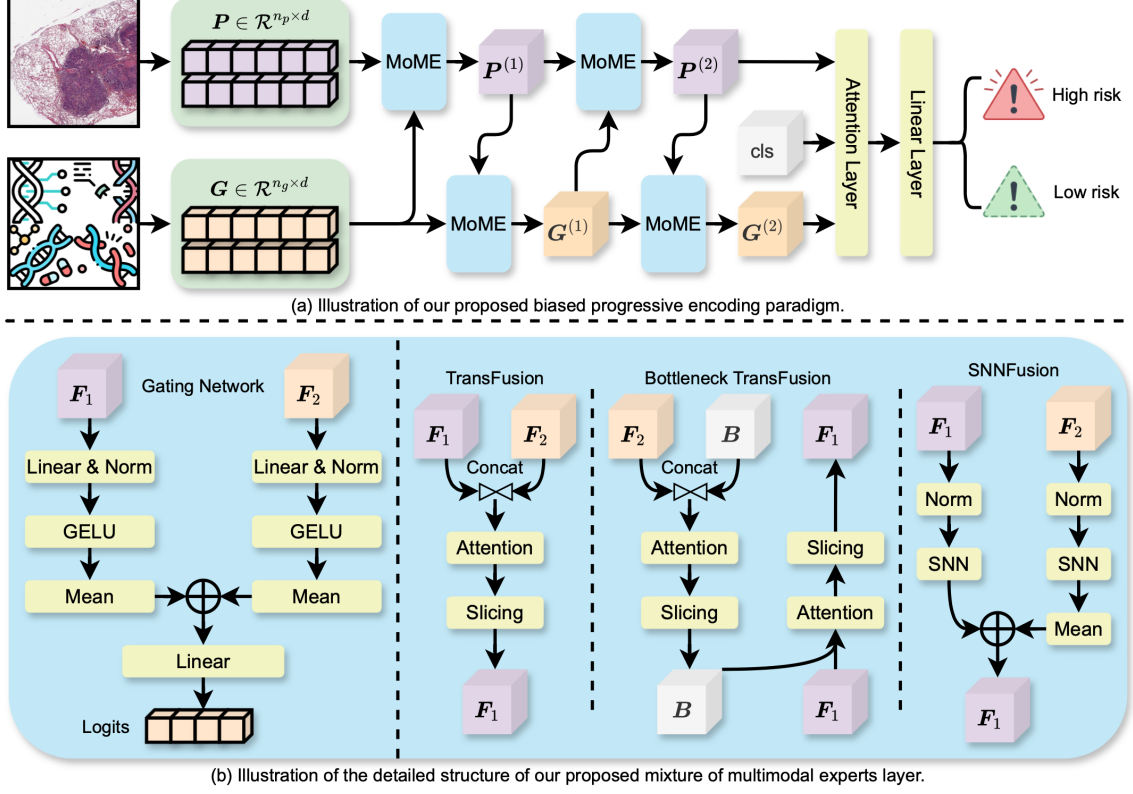 P ∈ R^{n_p×d}
MoME
P^{(1)}
MoME
P^{(2)}
cls
Attention Layer
Linear Layer
High risk
Low risk
G ∈ R^{n_g×d}
MoME
G^{(1)}
MoME
G^{(2)}
(a) Illustration of our proposed biased progressive encoding paradigm.
Gating Network
F_1
F_2
Linear & Norm
Linear & Norm
GELU
GELU
Mean
Mean
Linear
Logits
TransFusion
F_1
F_2
Concat
Attention
Slicing
F_1
Bottleneck TransFusion
F_2
B
F_1
Concat
Attention
Slicing
Slicing
Attention
B
F_1
SNNFusion
F_1
F_2
Norm
Norm
SNN
SNN
Mean
F_1
(b) Illustration of the detailed structure of our proposed mixture of multimodal experts layer.